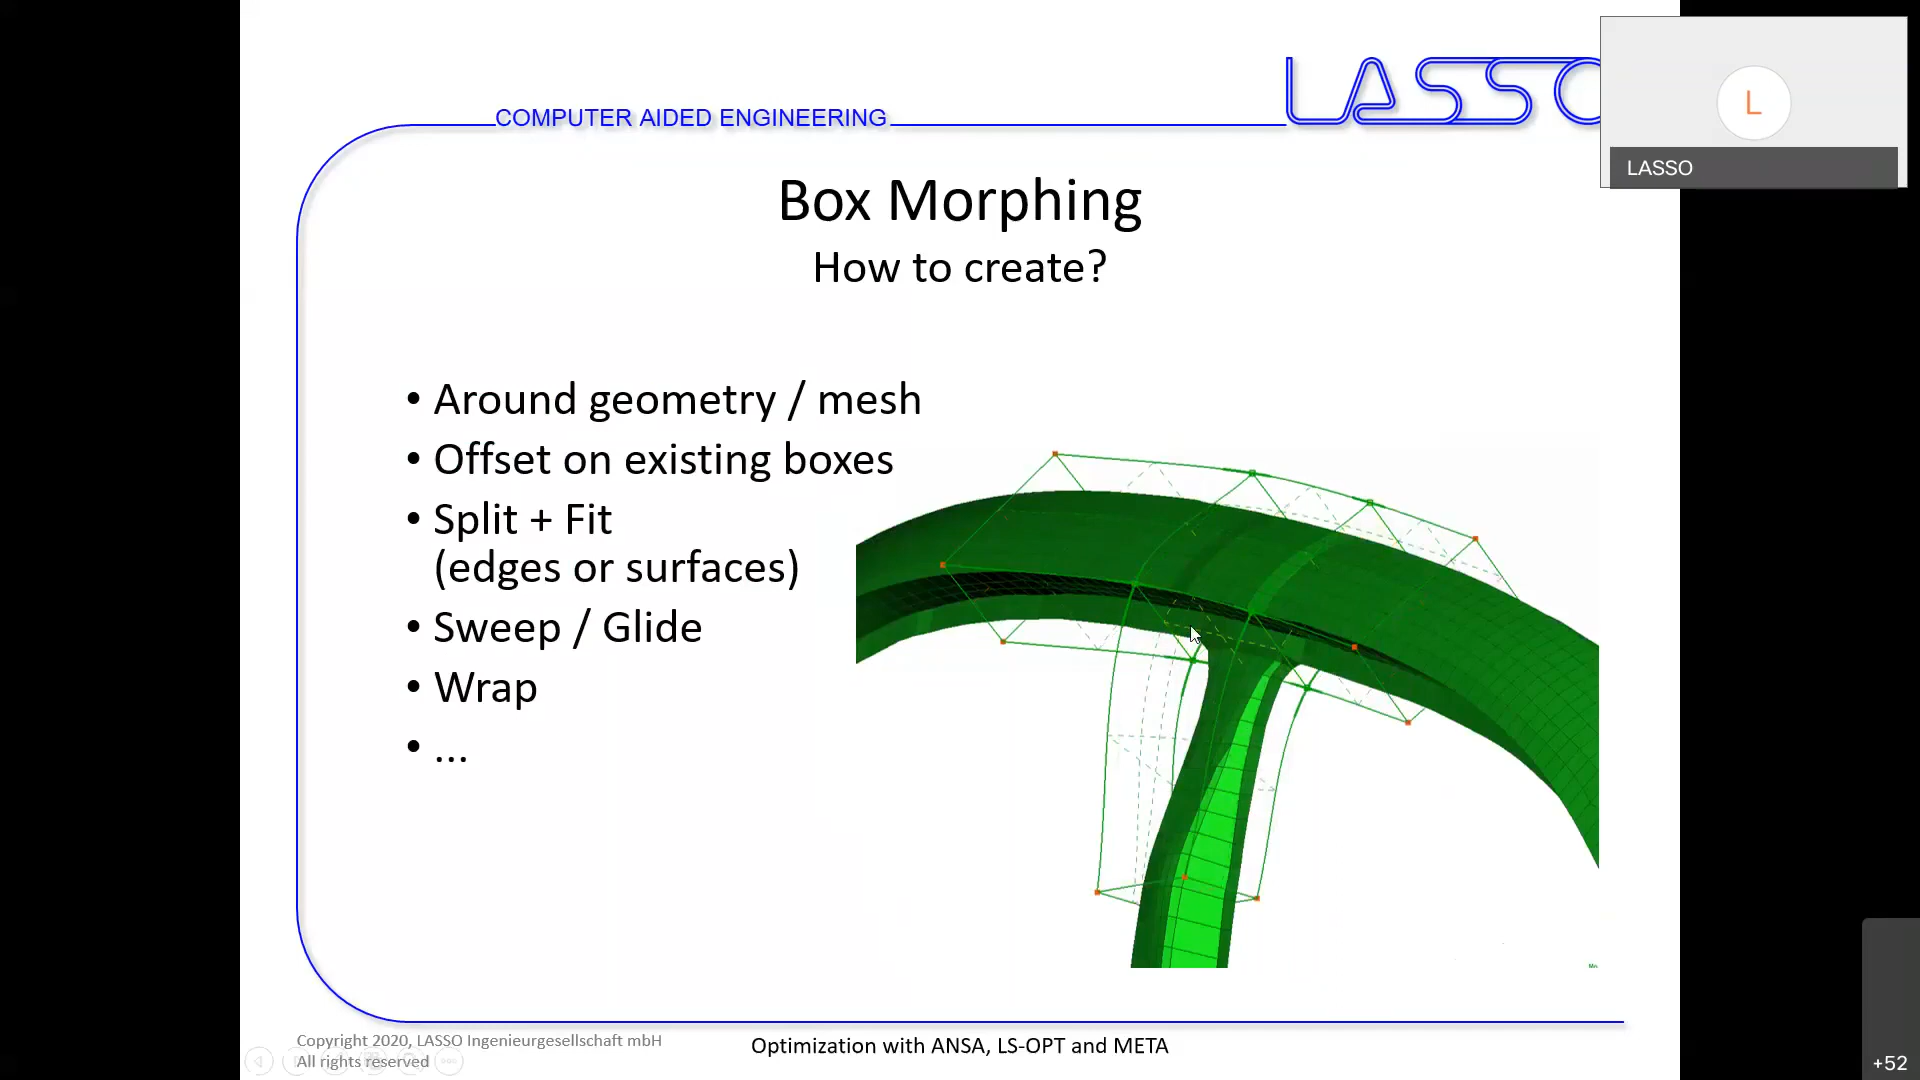 LASSO
COMPUTER AIDED ENGINEERING
L
LASSO
Box Morphing
How to create?
• Around geometry / mesh
• Offset on existing boxes
• Split + Fit
(edges or surfaces)
• Sweep / Glide
• Wrap
• ...
Copyright 2020, LASSO Ingenieurgesellschaft mbH
All rights reserved
Optimization with ANSA, LS-OPT and META
+52